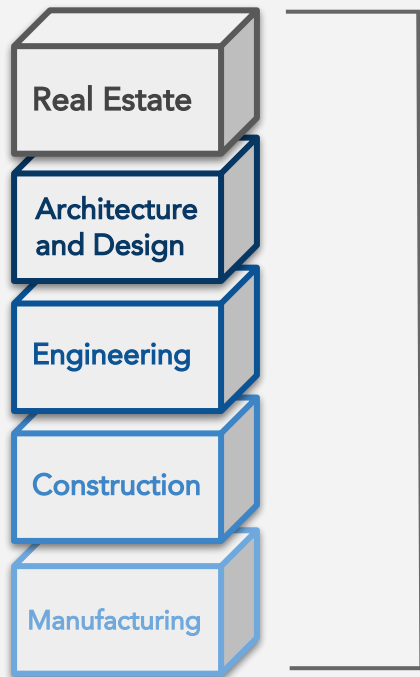 Real Estate
Architecture
and Design
Engineering
Construction
Manufacturing